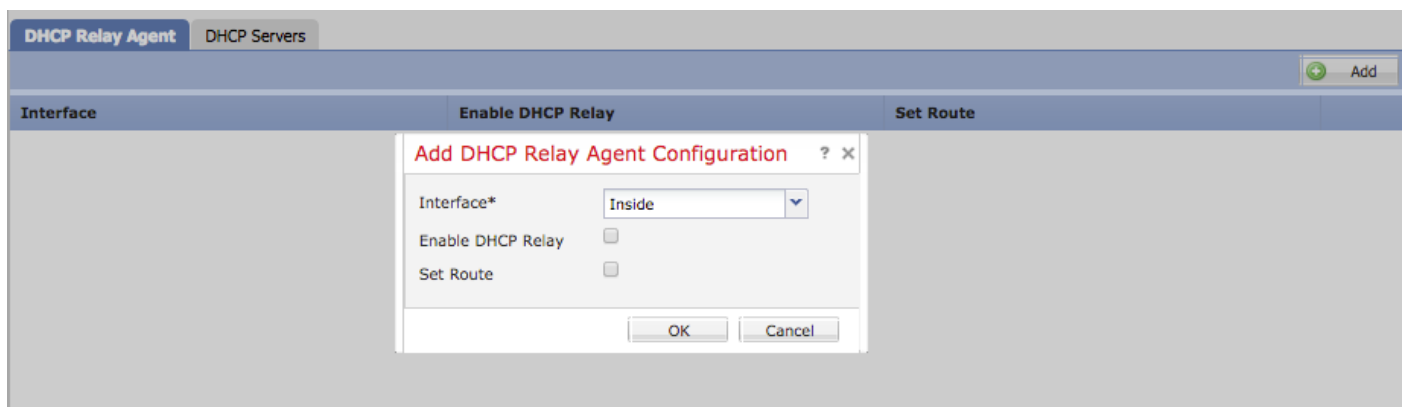 DHCP Relay Agent DHCP Servers
Add
Interface Enable DHCP Relay Set Route
Add DHCP Relay Agent Configuration ? ×
Interface* Inside
Enable DHCP Relay
Set Route
OK Cancel